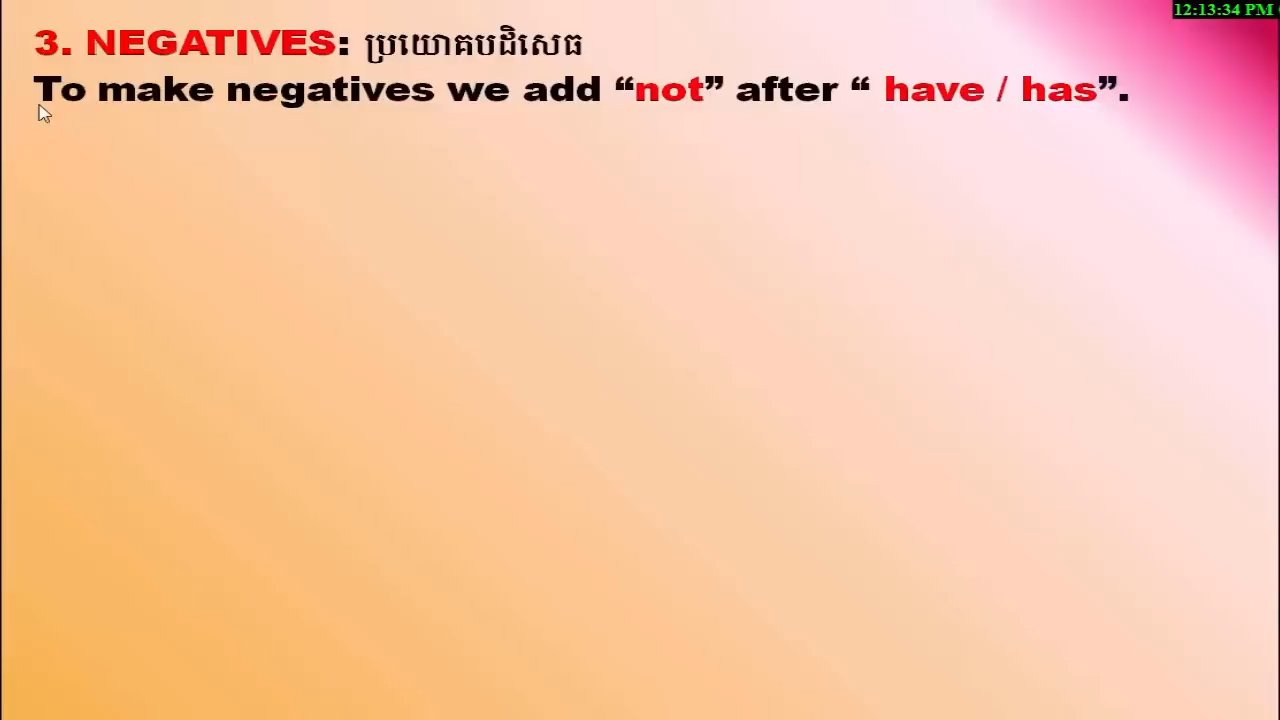 12:13:34 PM
3. NEGATIVES: ប្រយោគបដិសេធ
To make negatives we add “not” after “ have / has”.